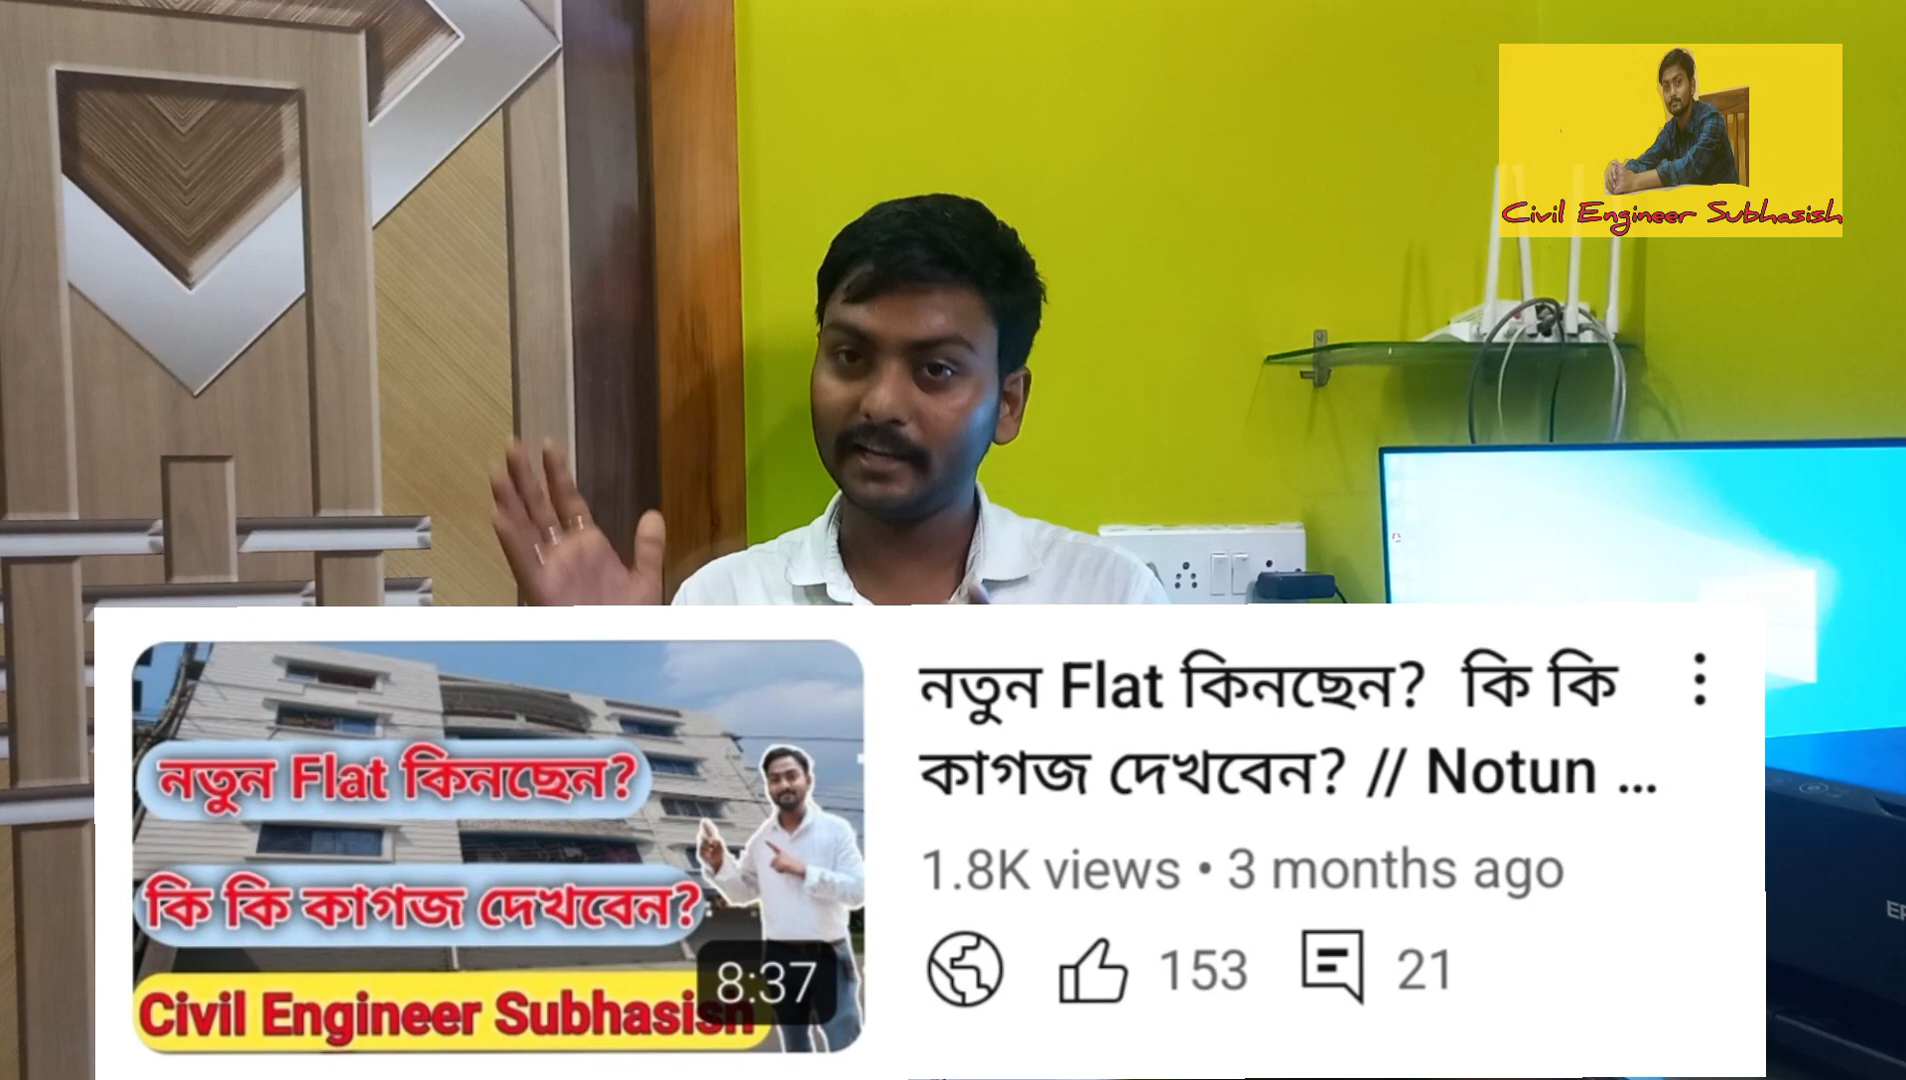 Civil Engineer Subhasish
নতুন Flat কিনছেন?
কি কি কাগজ দেখবেন?
Civil Engineer Subhasish
8:37
নতুন Flat কিনছেন? কি কি
কাগজ দেখবেন? // Notun ...
1.8K views • 3 months ago
153 21